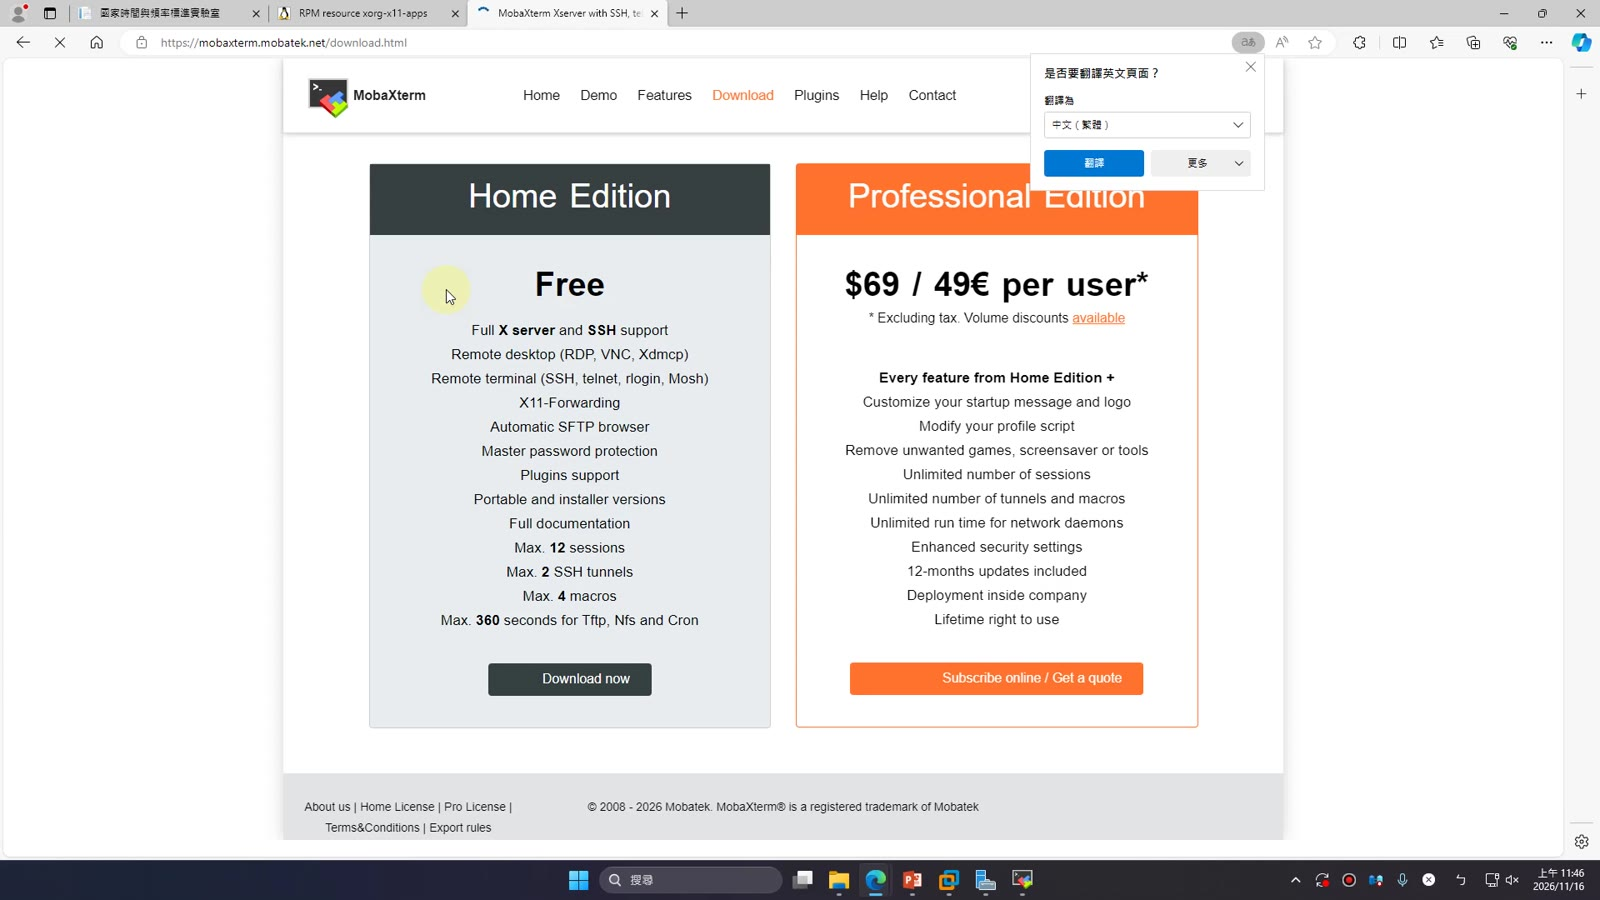 國家時間與頻率標準實驗室
RPM resource xorg-x11-apps
MobaXterm Xserver with SSH, te
https://mobaxterm.mobatek.net/download.html
是否要翻譯英文頁面？
翻譯為
中文（繁體）
翻譯
更多
MobaXterm
Home
Demo
Features
Download
Plugins
Help
Contact
Home Edition
Free
Full X server and SSH support
Remote desktop (RDP, VNC, Xdmcp)
Remote terminal (SSH, telnet, rlogin, Mosh)
X11-Forwarding
Automatic SFTP browser
Master password protection
Plugins support
Portable and installer versions
Full documentation
Max. 12 sessions
Max. 2 SSH tunnels
Max. 4 macros
Max. 360 seconds for Tftp, Nfs and Cron
Download now
Professional Edition
$69 / 49€ per user*
* Excluding tax. Volume discounts available
Every feature from Home Edition +
Customize your startup message and logo
Modify your profile script
Remove unwanted games, screensaver or tools
Unlimited number of sessions
Unlimited number of tunnels and macros
Unlimited run time for network daemons
Enhanced security settings
12-months updates included
Deployment inside company
Lifetime right to use
Subscribe online / Get a quote
About us | Home License | Pro License |
Terms&Conditions | Export rules
© 2008 - 2026 Mobatek. MobaXterm® is a registered trademark of Mobatek
搜尋
上午 11:46
2026/11/16